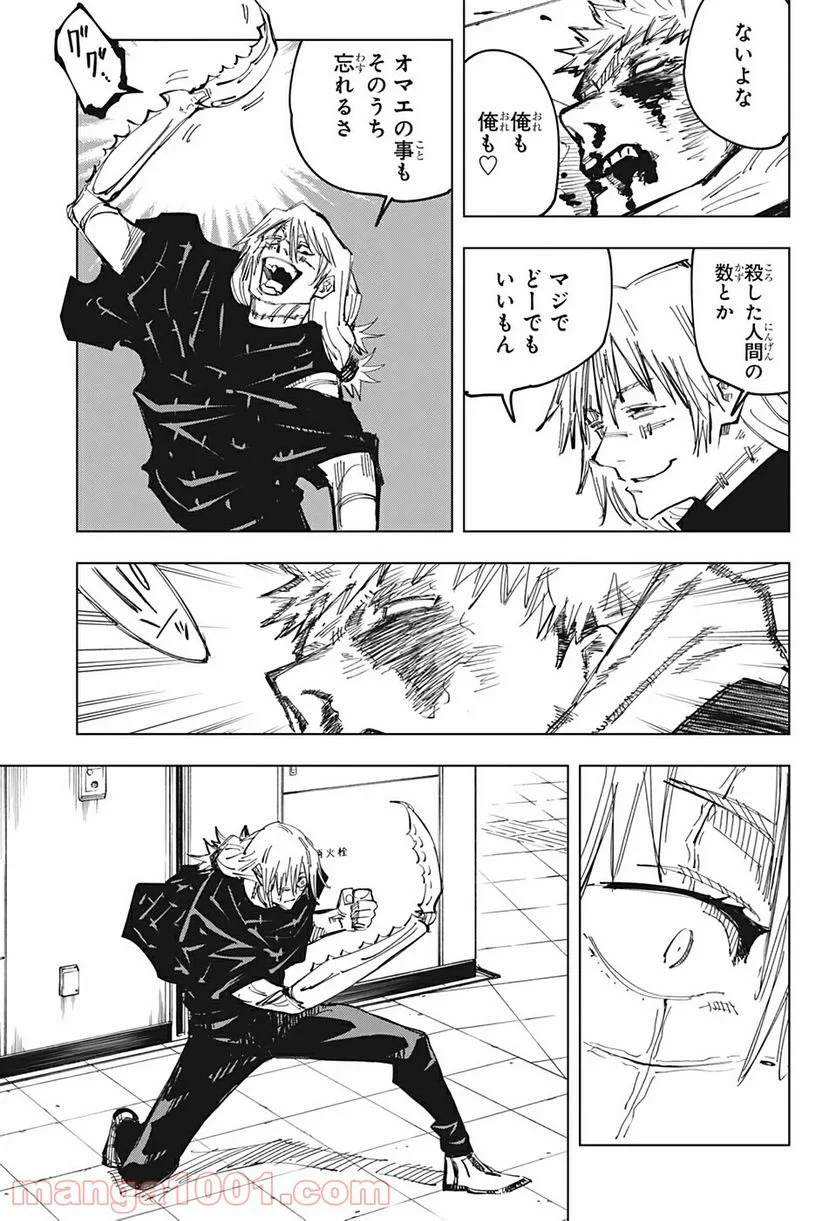 ないよな
俺も
俺も♡
殺した人間の
数とか
マジで
どーでも
いいもん
オマエの事も
そのうち
忘れるさ
グッ…
火栓
manga1001.com